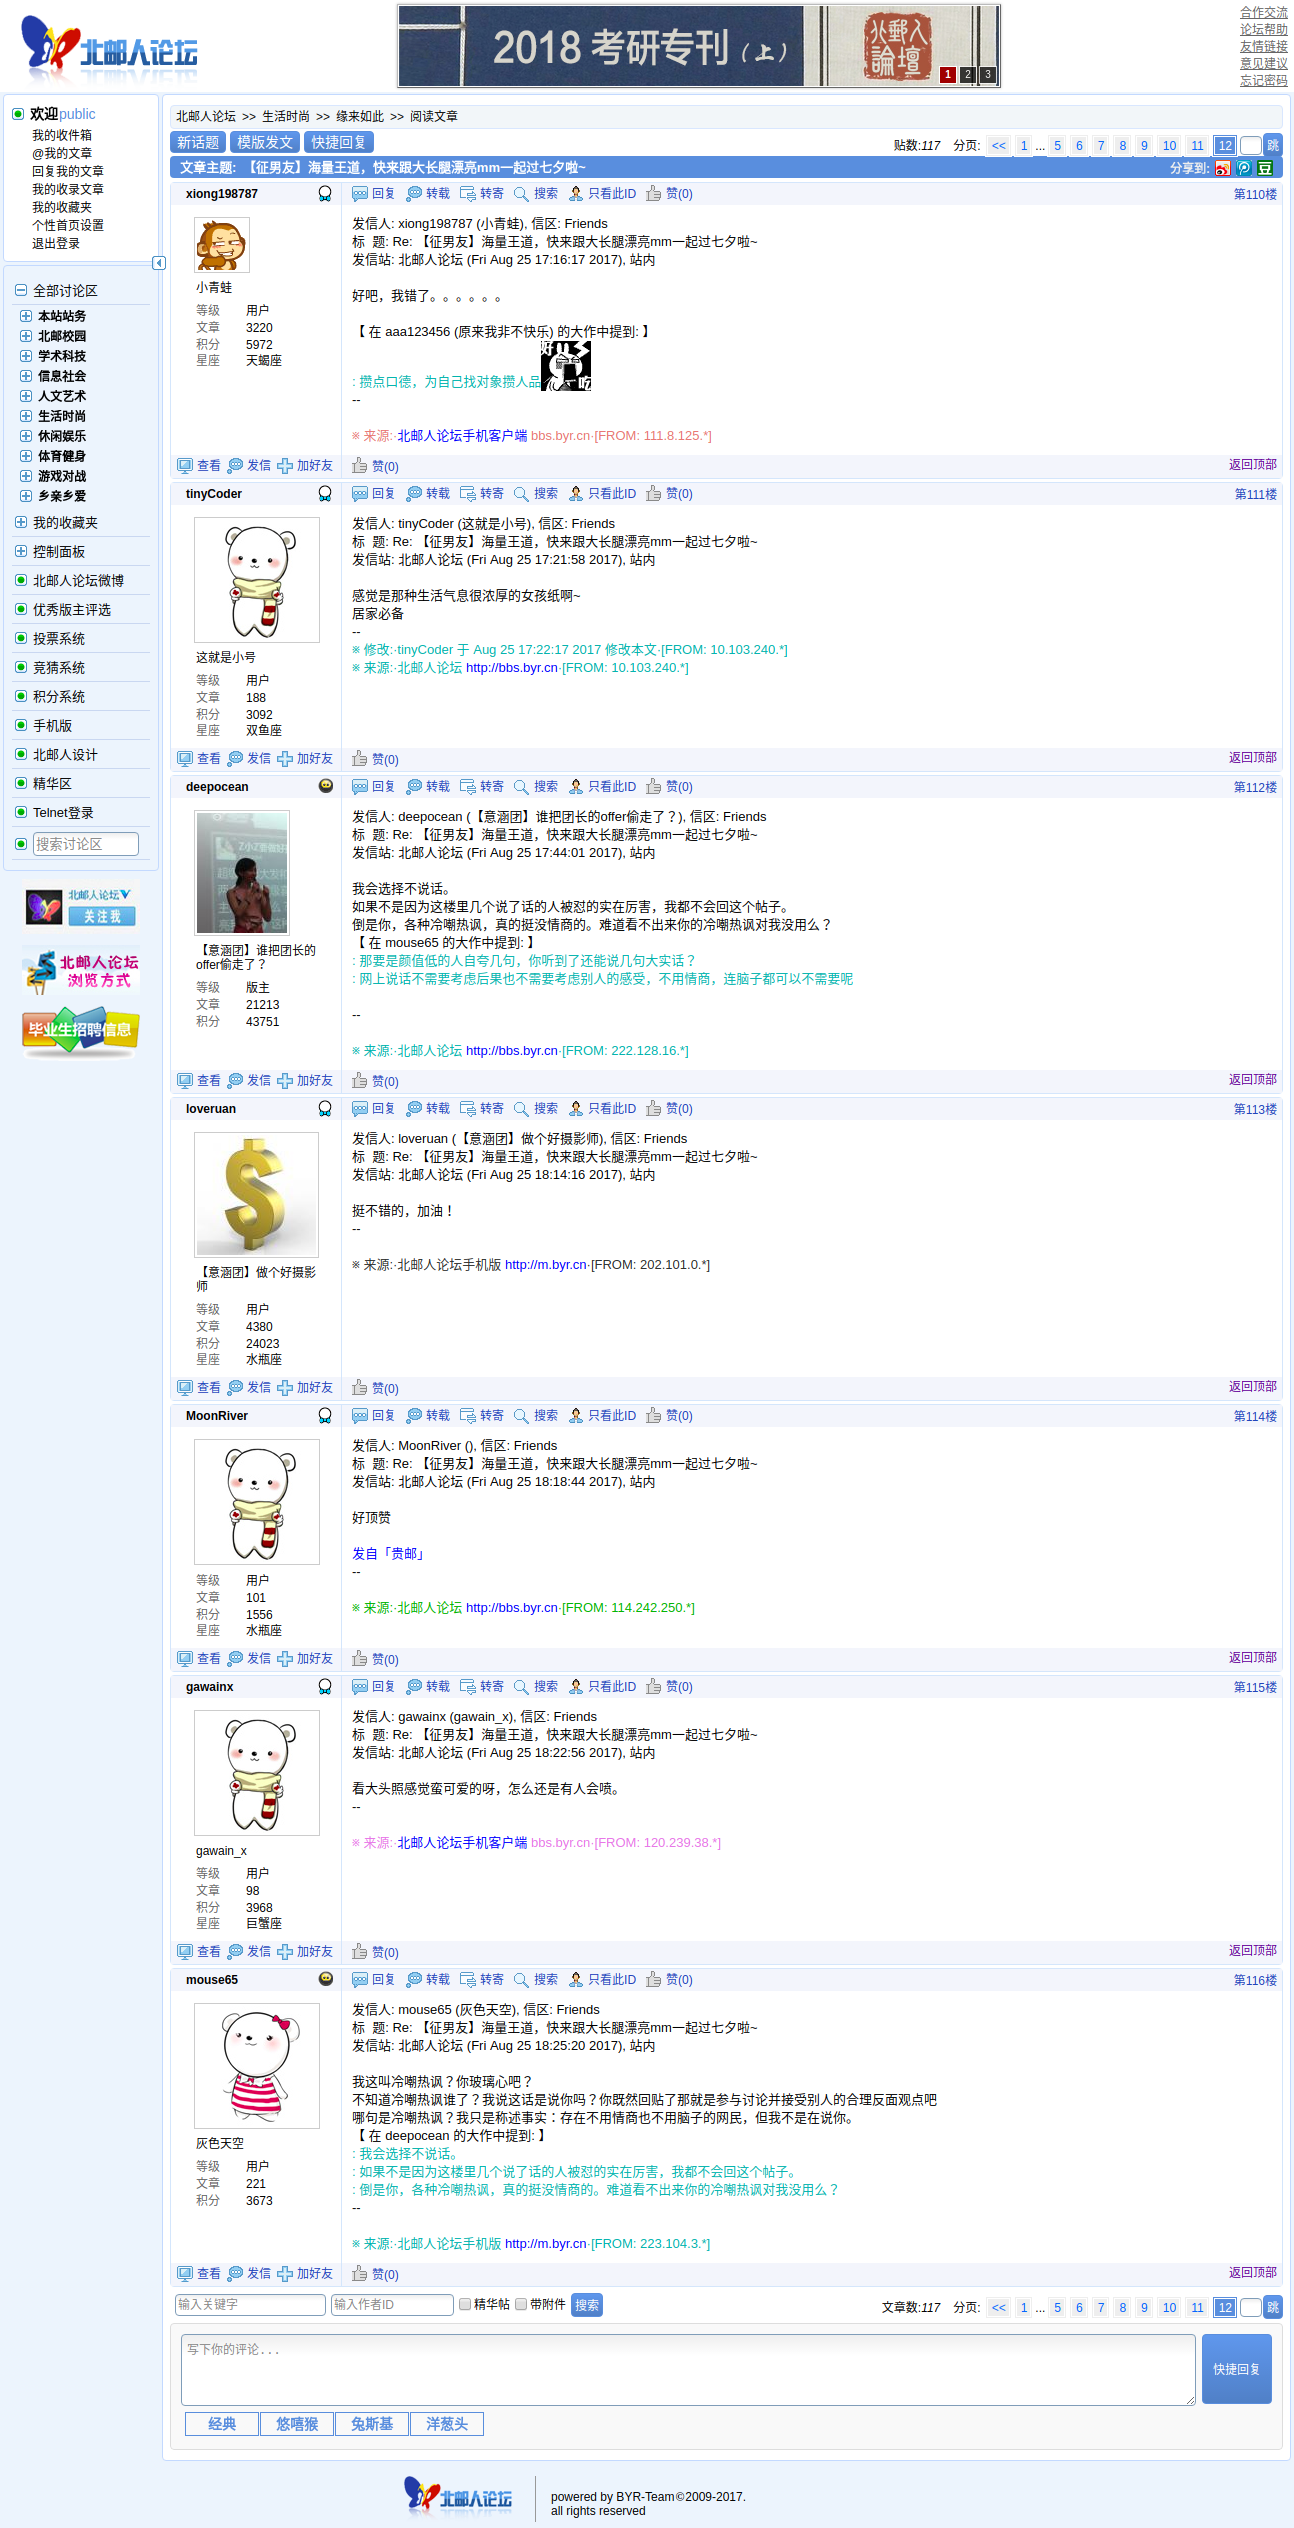 北邮人论坛
2018 考研专刊（上）
1 2 3
合作交流
论坛帮助
友情链接
意见建议
忘记密码
欢迎public
我的收件箱
@我的文章
回复我的文章
我的收录文章
我的收藏夹
个性首页设置
退出登录
全部讨论区
本站站务
北邮校园
学术科技
信息社会
人文艺术
生活时尚
休闲娱乐
体育健身
游戏对战
乡亲乡爱
我的收藏夹
控制面板
北邮人论坛微博
优秀版主评选
投票系统
竞猜系统
积分系统
手机版
北邮人设计
精华区
Telnet登录
搜索讨论区
北邮人论坛
关注我
北邮人论坛
浏览方式
毕业生招聘信息
北邮人论坛 >> 生活时尚 >> 缘来如此 >> 阅读文章
新话题 模版发文 快捷回复
贴数:117 分页: << 1 ... 5 6 7 8 9 10 11 12 跳
文章主题: 【征男友】海量王道，快来跟大长腿漂亮mm一起过七夕啦~ 分享到:
xiong198787 回复 转载 转寄 搜索 只看此ID 赞(0) 第110楼
小青蛙
等级 用户
文章 3220
积分 5972
星座 天蝎座
发信人: xiong198787 (小青蛙), 信区: Friends
标 题: Re: 【征男友】海量王道，快来跟大长腿漂亮mm一起过七夕啦~
发信站: 北邮人论坛 (Fri Aug 25 17:16:17 2017), 站内
好吧，我错了。。。。。。
【 在 aaa123456 (原来我非不快乐) 的大作中提到: 】
: 攒点口德，为自己找对象攒人品
--
※ 来源:·北邮人论坛手机客户端 bbs.byr.cn·[FROM: 111.8.125.*]
查看 发信 加好友 赞(0) 返回顶部
tinyCoder 回复 转载 转寄 搜索 只看此ID 赞(0) 第111楼
这就是小号
等级 用户
文章 188
积分 3092
星座 双鱼座
发信人: tinyCoder (这就是小号), 信区: Friends
标 题: Re: 【征男友】海量王道，快来跟大长腿漂亮mm一起过七夕啦~
发信站: 北邮人论坛 (Fri Aug 25 17:21:58 2017), 站内
感觉是那种生活气息很浓厚的女孩纸啊~
居家必备
--
※ 修改:·tinyCoder 于 Aug 25 17:22:17 2017 修改本文·[FROM: 10.103.240.*]
※ 来源:·北邮人论坛 http://bbs.byr.cn·[FROM: 10.103.240.*]
查看 发信 加好友 赞(0) 返回顶部
deepocean 回复 转载 转寄 搜索 只看此ID 赞(0) 第112楼
【意涵团】谁把团长的
offer偷走了？
等级 版主
文章 21213
积分 43751
发信人: deepocean (【意涵团】谁把团长的offer偷走了？), 信区: Friends
标 题: Re: 【征男友】海量王道，快来跟大长腿漂亮mm一起过七夕啦~
发信站: 北邮人论坛 (Fri Aug 25 17:44:01 2017), 站内
我会选择不说话。
如果不是因为这楼里几个说了话的人被怼的实在厉害，我都不会回这个帖子。
倒是你，各种冷嘲热讽，真的挺没情商的。难道看不出来你的冷嘲热讽对我没用么？
【 在 mouse65 的大作中提到: 】
: 那要是颜值低的人自夸几句，你听到了还能说几句大实话？
: 网上说话不需要考虑后果也不需要考虑别人的感受，不用情商，连脑子都可以不需要呢
--
※ 来源:·北邮人论坛 http://bbs.byr.cn·[FROM: 222.128.16.*]
查看 发信 加好友 赞(0) 返回顶部
loveruan 回复 转载 转寄 搜索 只看此ID 赞(0) 第113楼
【意涵团】做个好摄影
师
等级 用户
文章 4380
积分 24023
星座 水瓶座
发信人: loveruan (【意涵团】做个好摄影师), 信区: Friends
标 题: Re: 【征男友】海量王道，快来跟大长腿漂亮mm一起过七夕啦~
发信站: 北邮人论坛 (Fri Aug 25 18:14:16 2017), 站内
挺不错的，加油！
--
※ 来源:·北邮人论坛手机版 http://m.byr.cn·[FROM: 202.101.0.*]
查看 发信 加好友 赞(0) 返回顶部
MoonRiver 回复 转载 转寄 搜索 只看此ID 赞(0) 第114楼
等级 用户
文章 101
积分 1556
星座 水瓶座
发信人: MoonRiver (), 信区: Friends
标 题: Re: 【征男友】海量王道，快来跟大长腿漂亮mm一起过七夕啦~
发信站: 北邮人论坛 (Fri Aug 25 18:18:44 2017), 站内
好顶赞
发自「贵邮」
--
※ 来源:·北邮人论坛 http://bbs.byr.cn·[FROM: 114.242.250.*]
查看 发信 加好友 赞(0) 返回顶部
gawainx 回复 转载 转寄 搜索 只看此ID 赞(0) 第115楼
gawain_x
等级 用户
文章 98
积分 3968
星座 巨蟹座
发信人: gawainx (gawain_x), 信区: Friends
标 题: Re: 【征男友】海量王道，快来跟大长腿漂亮mm一起过七夕啦~
发信站: 北邮人论坛 (Fri Aug 25 18:22:56 2017), 站内
看大头照感觉蛮可爱的呀，怎么还是有人会喷。
--
※ 来源:·北邮人论坛手机客户端 bbs.byr.cn·[FROM: 120.239.38.*]
查看 发信 加好友 赞(0) 返回顶部
mouse65 回复 转载 转寄 搜索 只看此ID 赞(0) 第116楼
灰色天空
等级 用户
文章 221
积分 3673
发信人: mouse65 (灰色天空), 信区: Friends
标 题: Re: 【征男友】海量王道，快来跟大长腿漂亮mm一起过七夕啦~
发信站: 北邮人论坛 (Fri Aug 25 18:25:20 2017), 站内
我这叫冷嘲热讽？你玻璃心吧？
不知道冷嘲热讽谁了？我说这话是说你吗？你既然回贴了那就是参与讨论并接受别人的合理反面观点吧
哪句是冷嘲热讽？我只是称述事实：存在不用情商也不用脑子的网民，但我不是在说你。
【 在 deepocean 的大作中提到: 】
: 我会选择不说话。
: 如果不是因为这楼里几个说了话的人被怼的实在厉害，我都不会回这个帖子。
: 倒是你，各种冷嘲热讽，真的挺没情商的。难道看不出来你的冷嘲热讽对我没用么？
--
※ 来源:·北邮人论坛手机版 http://m.byr.cn·[FROM: 223.104.3.*]
查看 发信 加好友 赞(0) 返回顶部
输入关键字 输入作者ID 精华帖 带附件 搜索
文章数:117 分页: << 1 ... 5 6 7 8 9 10 11 12 跳
写下你的评论...
快捷回复
经典 悠嘻猴 兔斯基 洋葱头
北邮人论坛
powered by BYR-Team©2009-2017.
all rights reserved